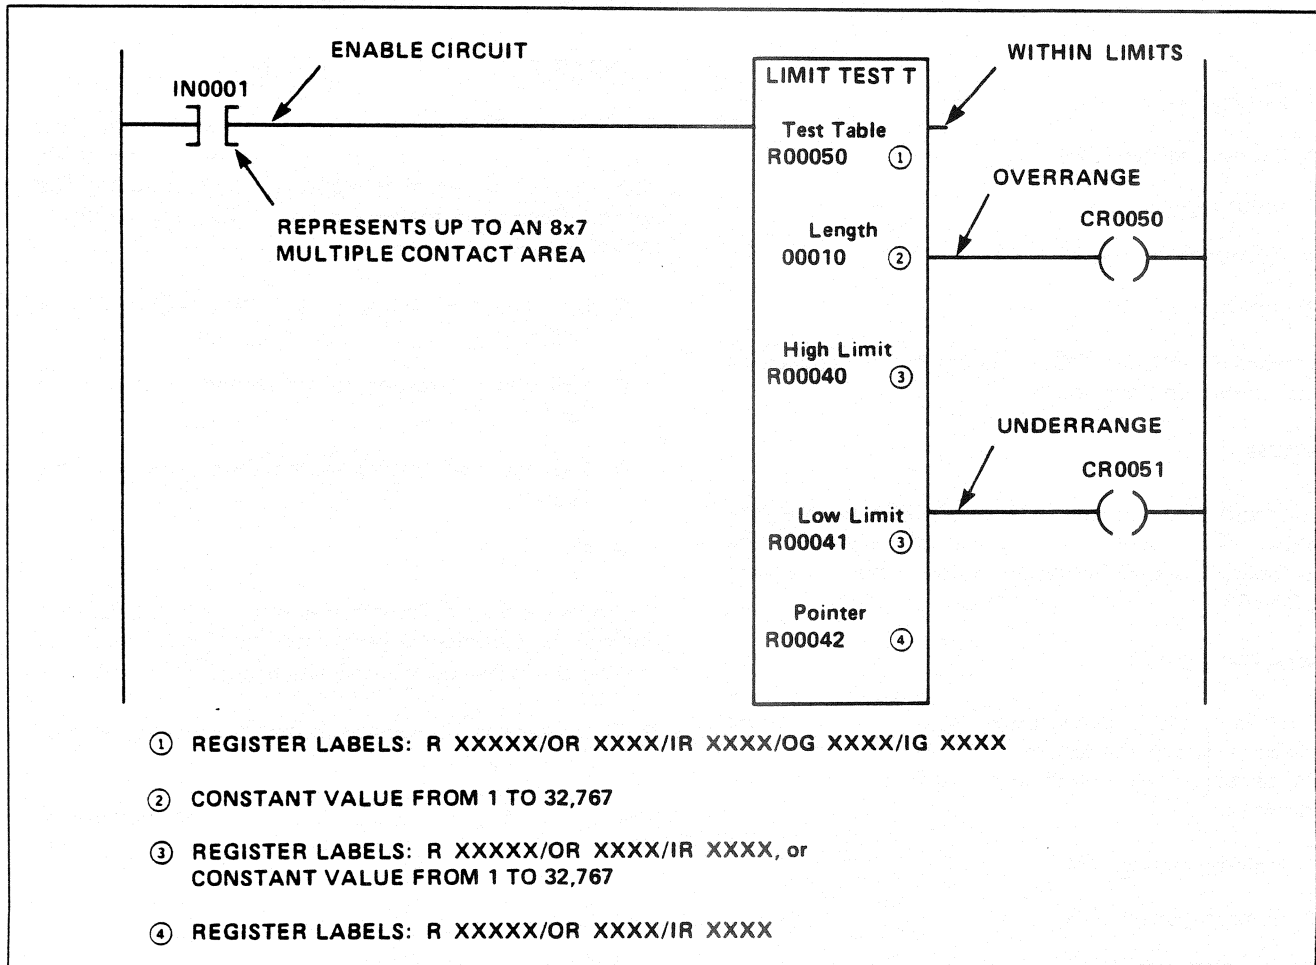 ENABLE CIRCUIT
WITHIN LIMITS
IN0001
LIMIT TEST T
Test Table
R00050 ①
OVERRANGE
CR0050
REPRESENTS UP TO AN 8x7
MULTIPLE CONTACT AREA
Length
00010 ②
High Limit
R00040 ③
UNDERRANGE
CR0051
Low Limit
R00041 ③
Pointer
R00042 ④
① REGISTER LABELS: R XXXXX/OR XXXX/IR XXXX/OG XXXX/IG XXXX
② CONSTANT VALUE FROM 1 TO 32,767
③ REGISTER LABELS: R XXXXX/OR XXXX/IR XXXX, or
CONSTANT VALUE FROM 1 TO 32,767
④ REGISTER LABELS: R XXXXX/OR XXXX/IR XXXX